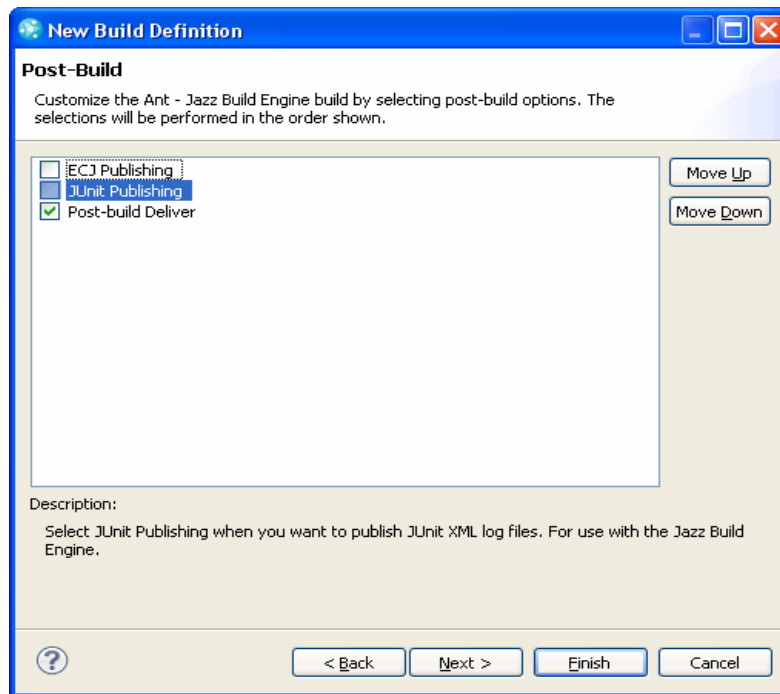 New Build Definition
Post-Build
Customize the Ant - Jazz Build Engine build by selecting post-build options. The
selections will be performed in the order shown.
ECJ Publishing
JUnit Publishing
Post-build Deliver
Move Up
Move Down
Description:
Select JUnit Publishing when you want to publish JUnit XML log files. For use with the Jazz Build
Engine.
?
< Back
Next >
Finish
Cancel